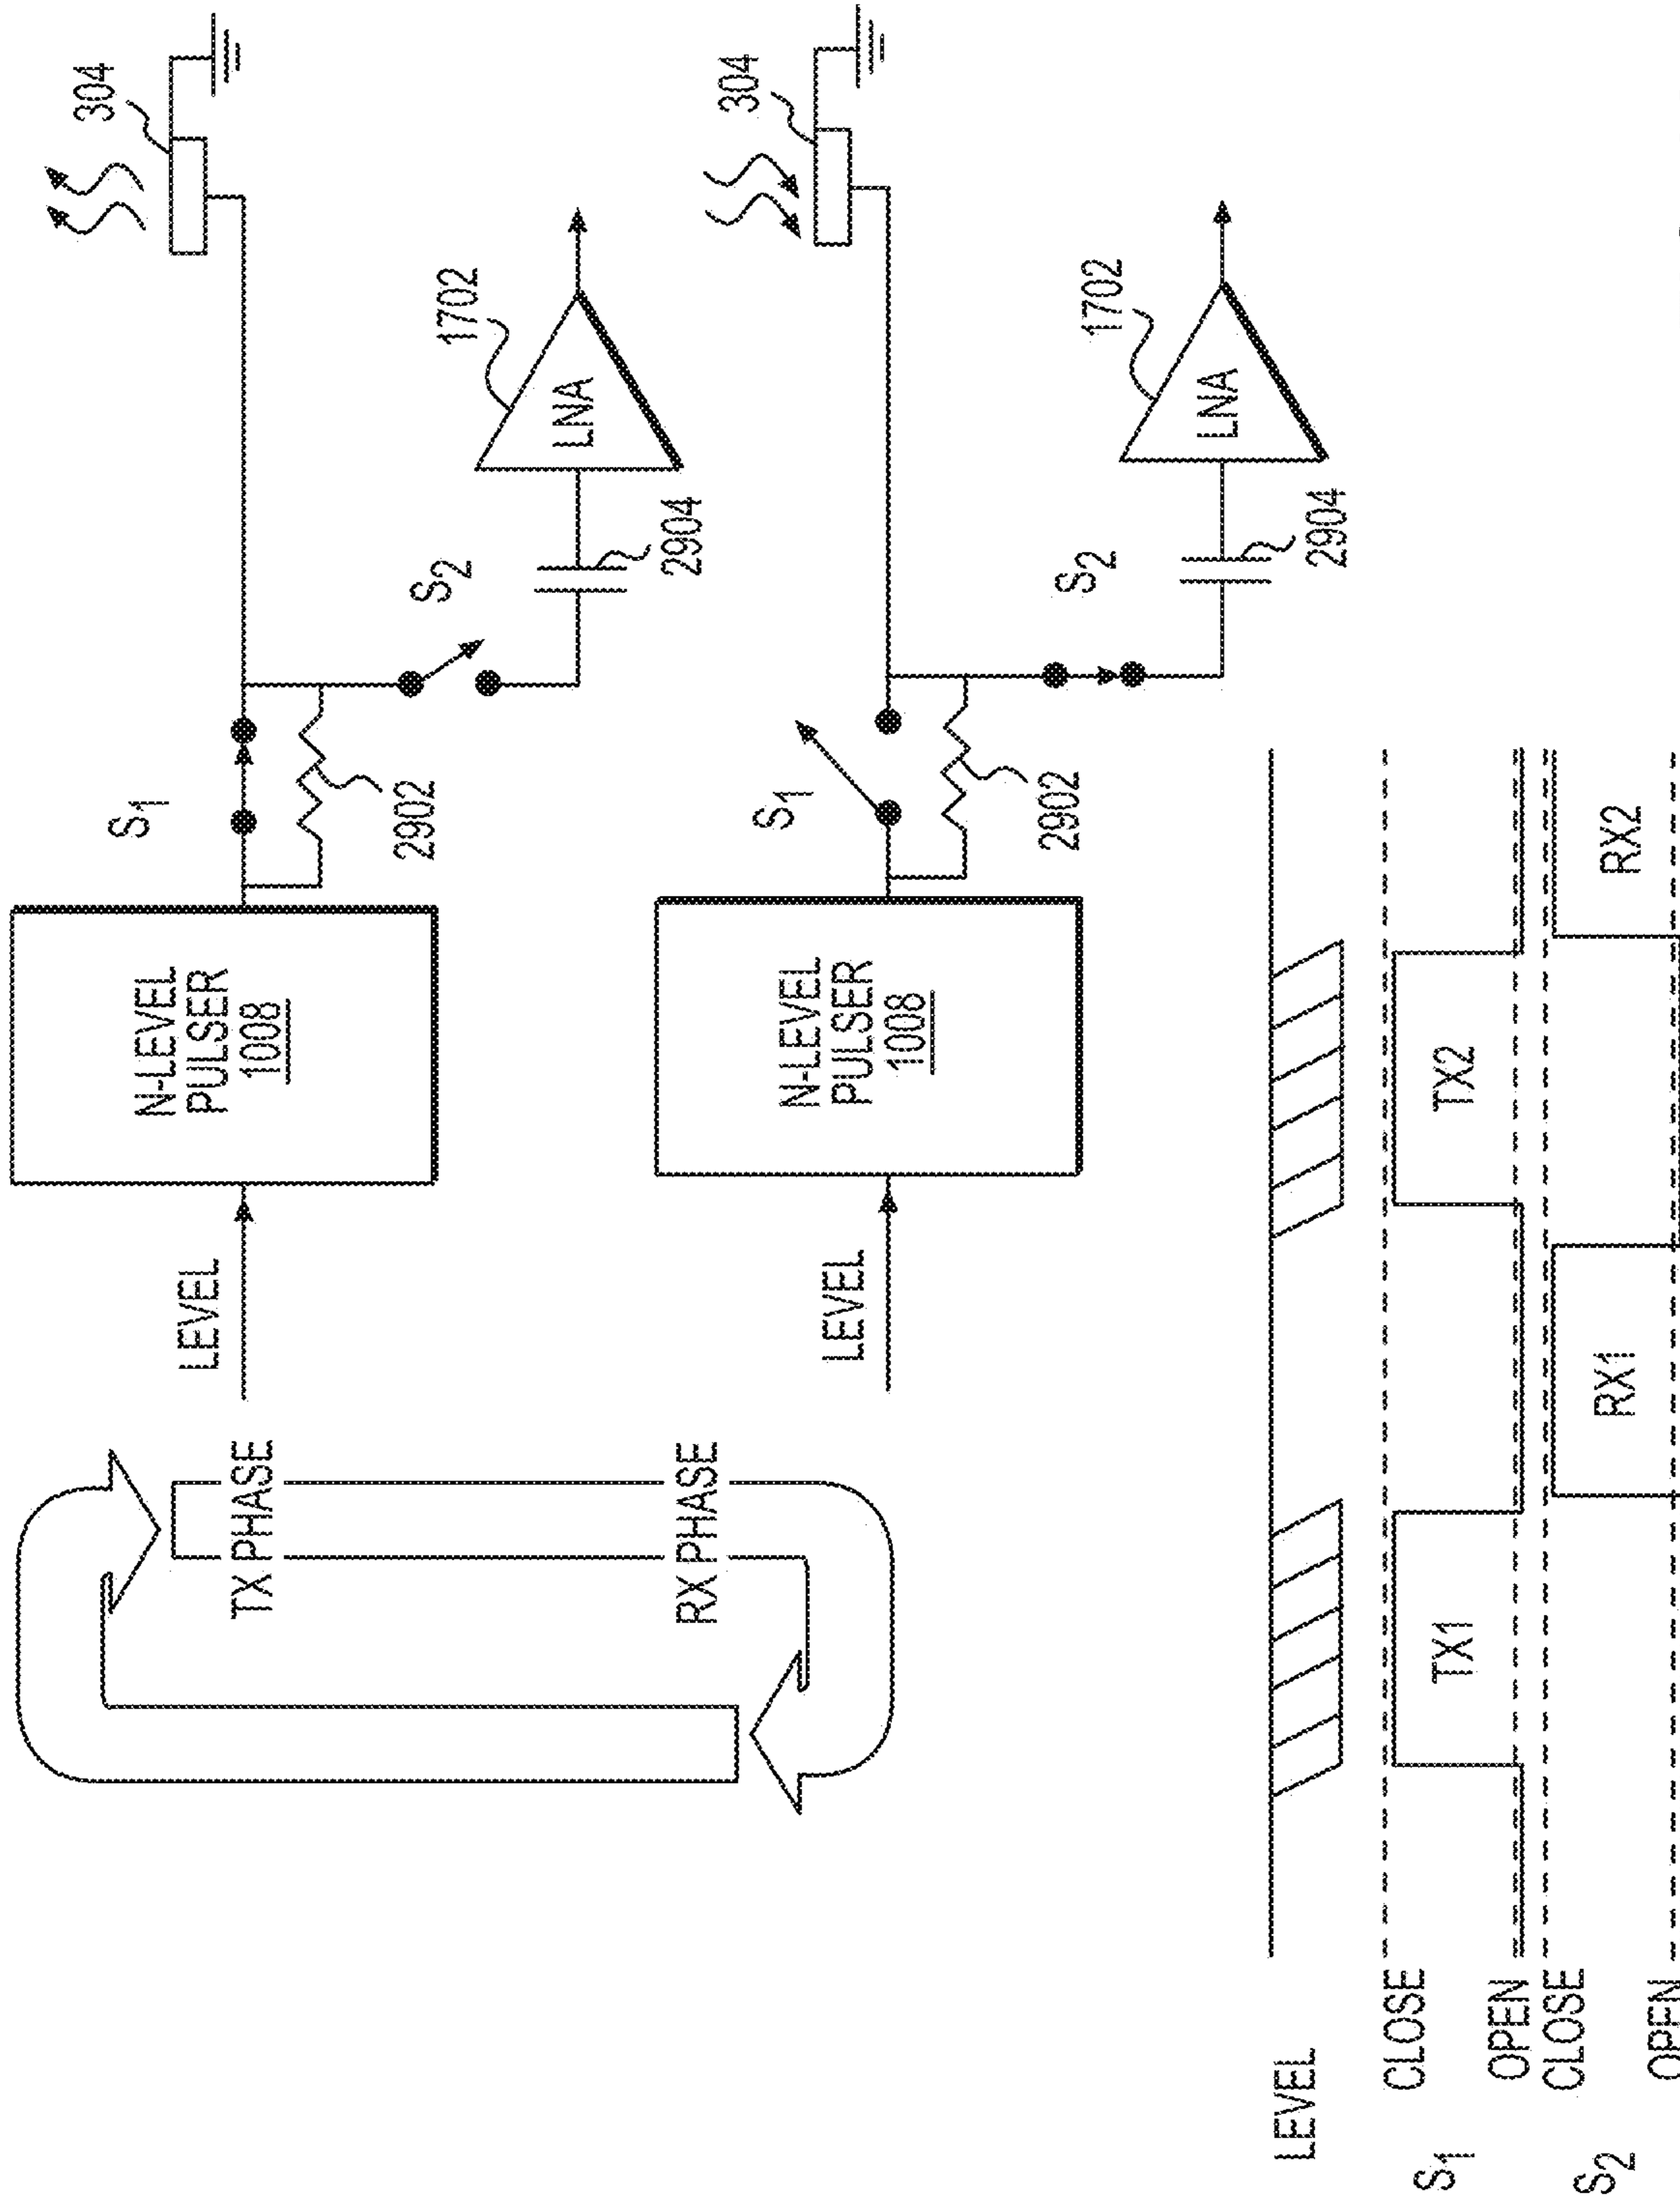 TX PHASE
LEVEL
N-LEVEL
PULSER
1008
S1
2902
S2
2904
LNA
1702
304
RX PHASE
LEVEL
N-LEVEL
PULSER
1008
S1
2902
S2
2904
LNA
1702
304
LEVEL
S1
CLOSE
TX1
TX2
OPEN
S2
CLOSE
RX1
RX2
OPEN